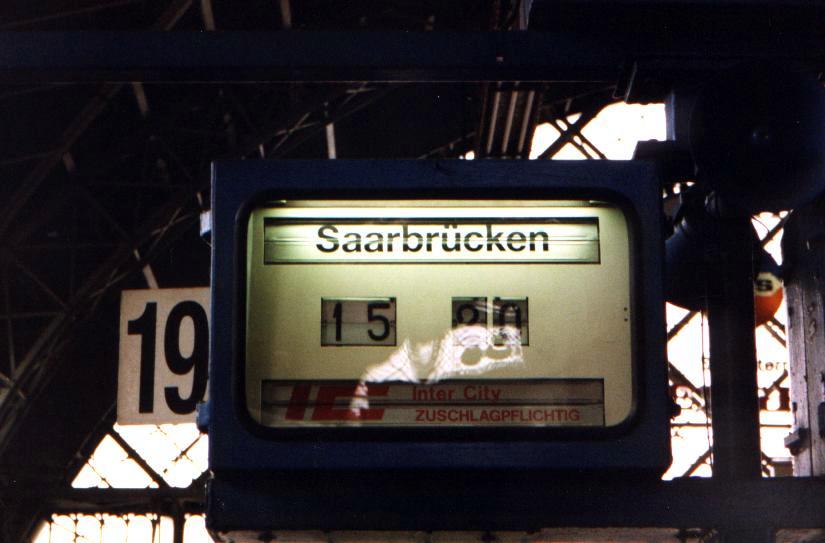 Saarbrücken
19
15
IC Inter City
ZUSCHLAGPFLICHTIG